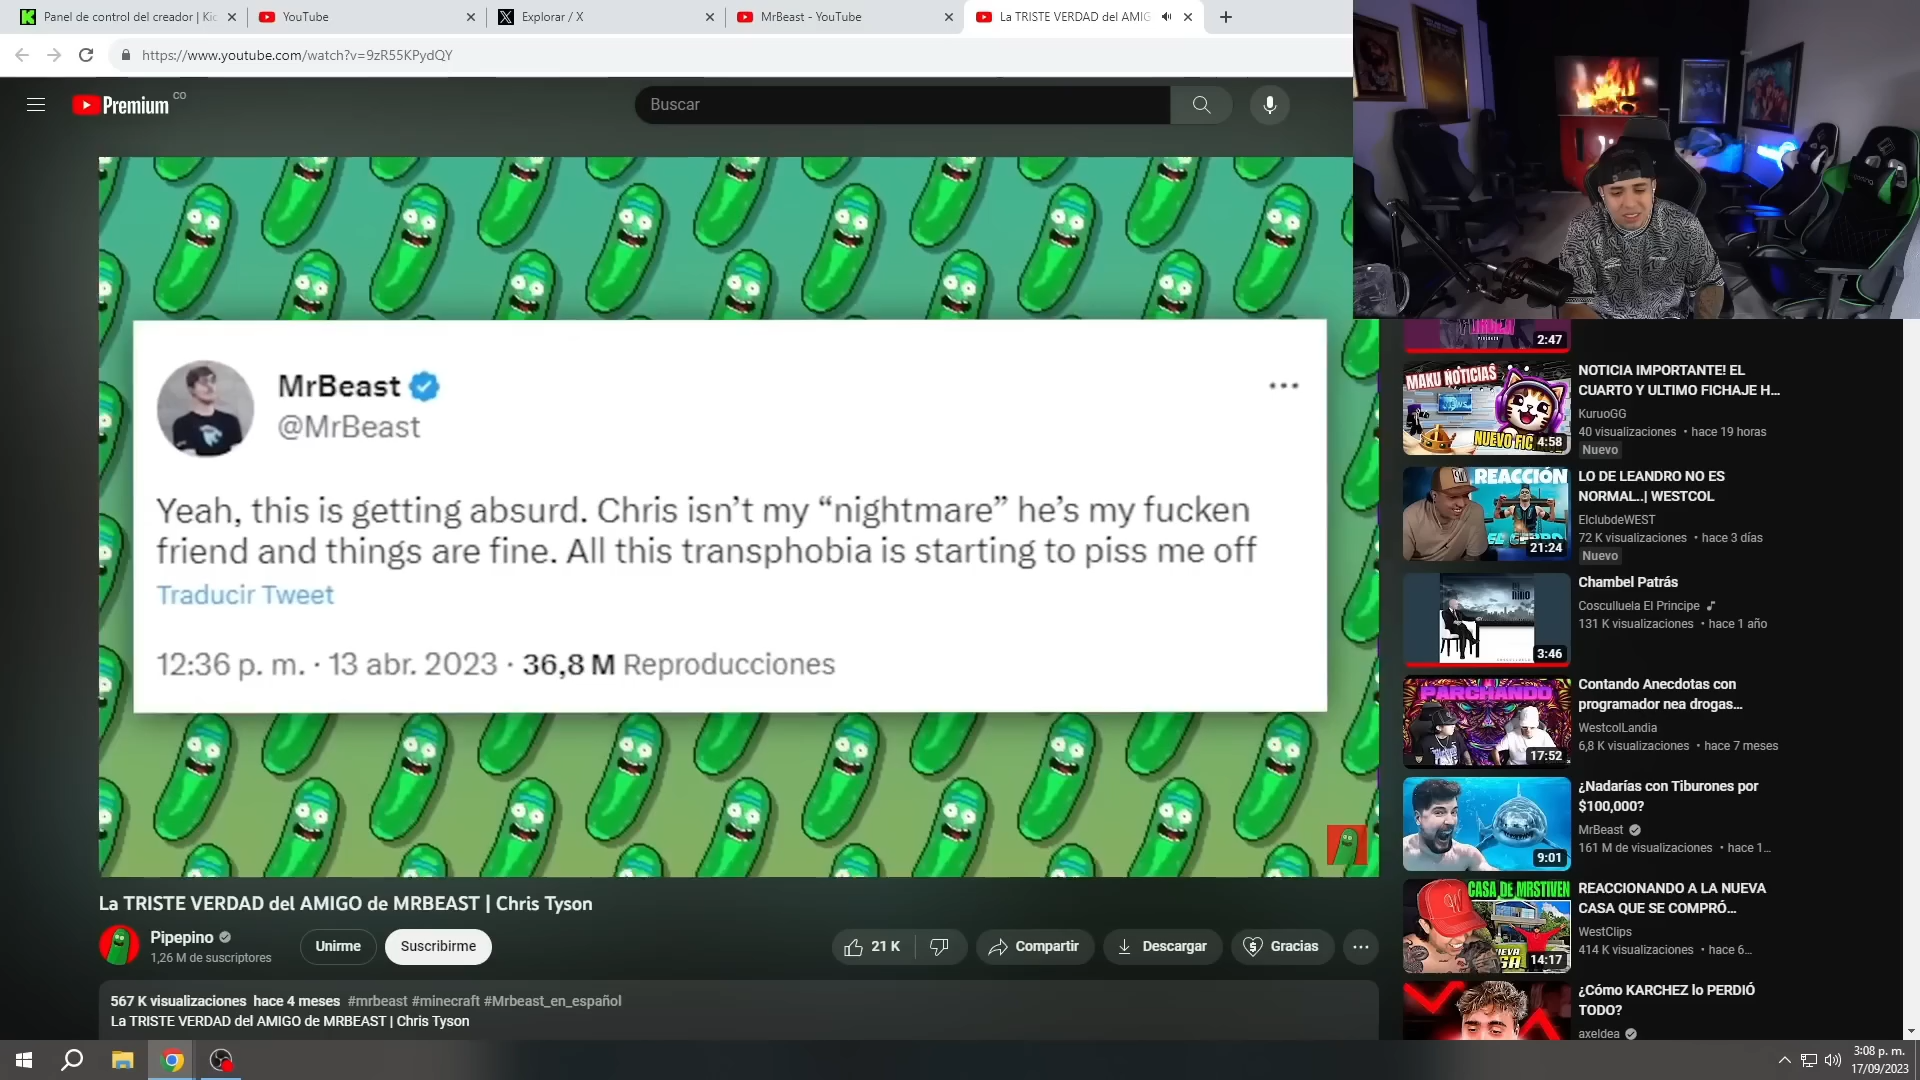 Panel de control del creador | Kic
YouTube
Explorar / X
MrBeast - YouTube
La TRISTE VERDAD del AMIG
https://www.youtube.com/watch?v=9zR55KPydQY
Premium CO
Buscar
MrBeast
@MrBeast
Yeah, this is getting absurd. Chris isn’t my “nightmare” he’s my fucken
friend and things are fine. All this transphobia is starting to piss me off
Traducir Tweet
12:36 p. m. · 13 abr. 2023 · 36,8 M Reproducciones
La TRISTE VERDAD del AMIGO de MRBEAST | Chris Tyson
Pipepino
1,26 M de suscriptores
Unirme
Suscribirme
21 K
Compartir
Descargar
Gracias
567 K visualizaciones hace 4 meses #mrbeast #minecraft #Mrbeast_en_español
La TRISTE VERDAD del AMIGO de MRBEAST | Chris Tyson
2:47
MAKU NOTICIAS
NEWS
NUEVO FIC
4:58
NOTICIA IMPORTANTE! EL
CUARTO Y ULTIMO FICHAJE H...
KuruoGG
40 visualizaciones • hace 19 horas
Nuevo
REACCIÓN
21:24
LO DE LEANDRO NO ES
NORMAL..| WESTCOL
ElclubdeWEST
72 K visualizaciones • hace 3 días
Nuevo
3:46
Chambel Patrás
Cosculluela El Principe
131 K visualizaciones • hace 1 año
PARCHANDO
17:52
Contando Anecdotas con
programador nea drogas...
WestcolLandia
6,8 K visualizaciones • hace 7 meses
9:01
¿Nadarías con Tiburones por
$100,000?
MrBeast
161 M de visualizaciones • hace 1...
CASA DE MRSTIVEN
14:17
REACCIONANDO A LA NUEVA
CASA QUE SE COMPRÓ...
WestClips
414 K visualizaciones • hace 6...
¿Cómo KARCHEZ lo PERDIÓ
TODO?
axeldea
3:08 p. m.
17/09/2023